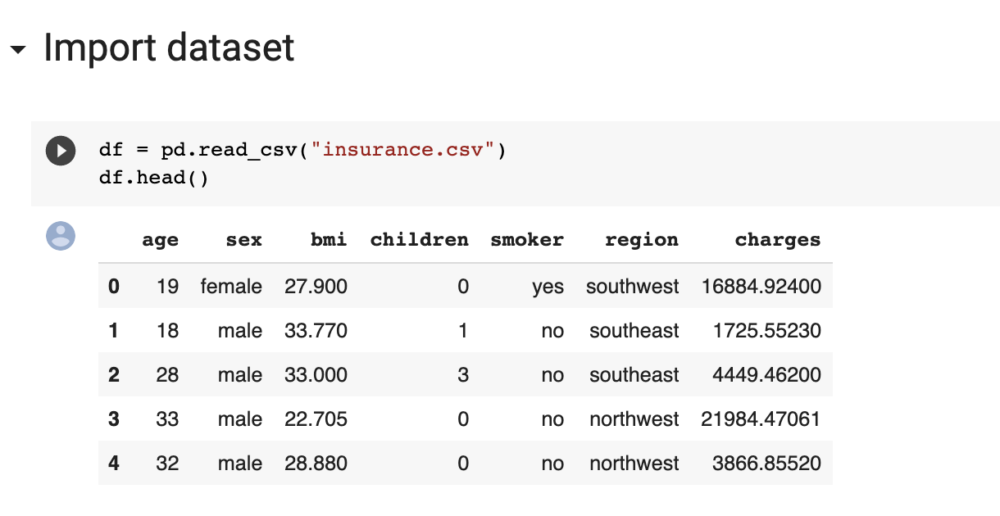 Import dataset
df = pd.read_csv("insurance.csv")
df.head()
age sex bmi children smoker region charges
0 19 female 27.900 0 yes southwest 16884.92400
1 18 male 33.770 1 no southeast 1725.55230
2 28 male 33.000 3 no southeast 4449.46200
3 33 male 22.705 0 no northwest 21984.47061
4 32 male 28.880 0 no northwest 3866.85520